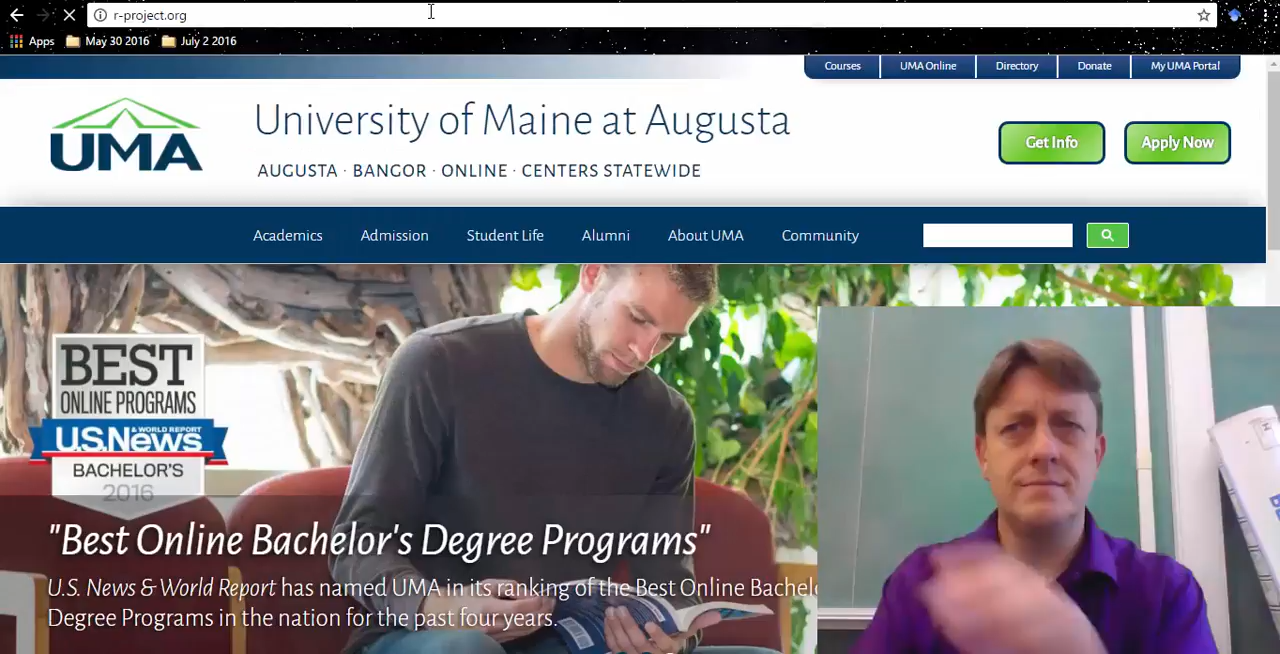 r-project.org
Apps May 30 2016 July 2 2016
Courses UMA Online Directory Donate My UMA Portal
UMA
University of Maine at Augusta
AUGUSTA · BANGOR · ONLINE · CENTERS STATEWIDE
Get Info Apply Now
Academics Admission Student Life Alumni About UMA Community
BEST
ONLINE PROGRAMS
U.S.News
& WORLD REPORT
BACHELOR'S
2016
"Best Online Bachelor's Degree Programs"
U.S. News & World Report has named UMA in its ranking of the Best Online Bachel
Degree Programs in the nation for the past four years.